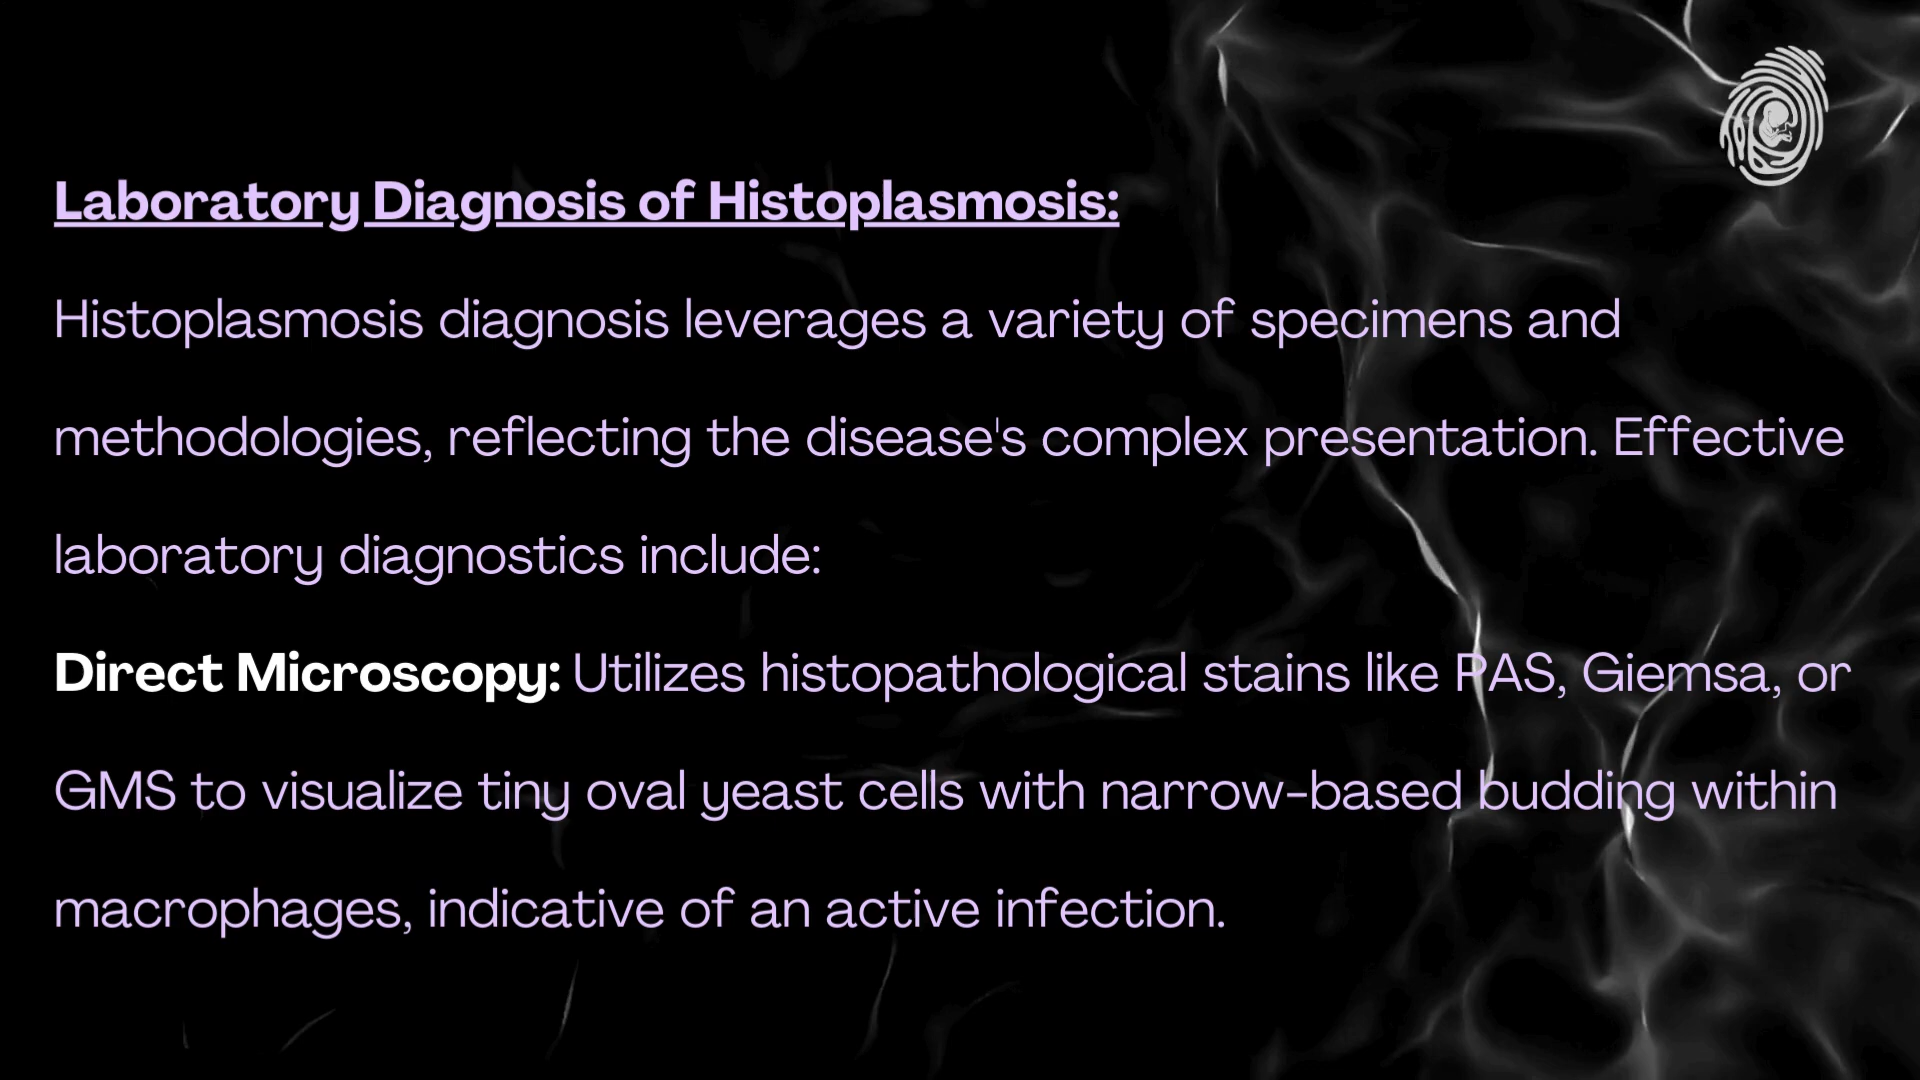 Laboratory Diagnosis of Histoplasmosis:
Histoplasmosis diagnosis leverages a variety of specimens and
methodologies, reflecting the disease's complex presentation. Effective
laboratory diagnostics include:
Direct Microscopy: Utilizes histopathological stains like PAS, Giemsa, or
GMS to visualize tiny oval yeast cells with narrow-based budding within
macrophages, indicative of an active infection.